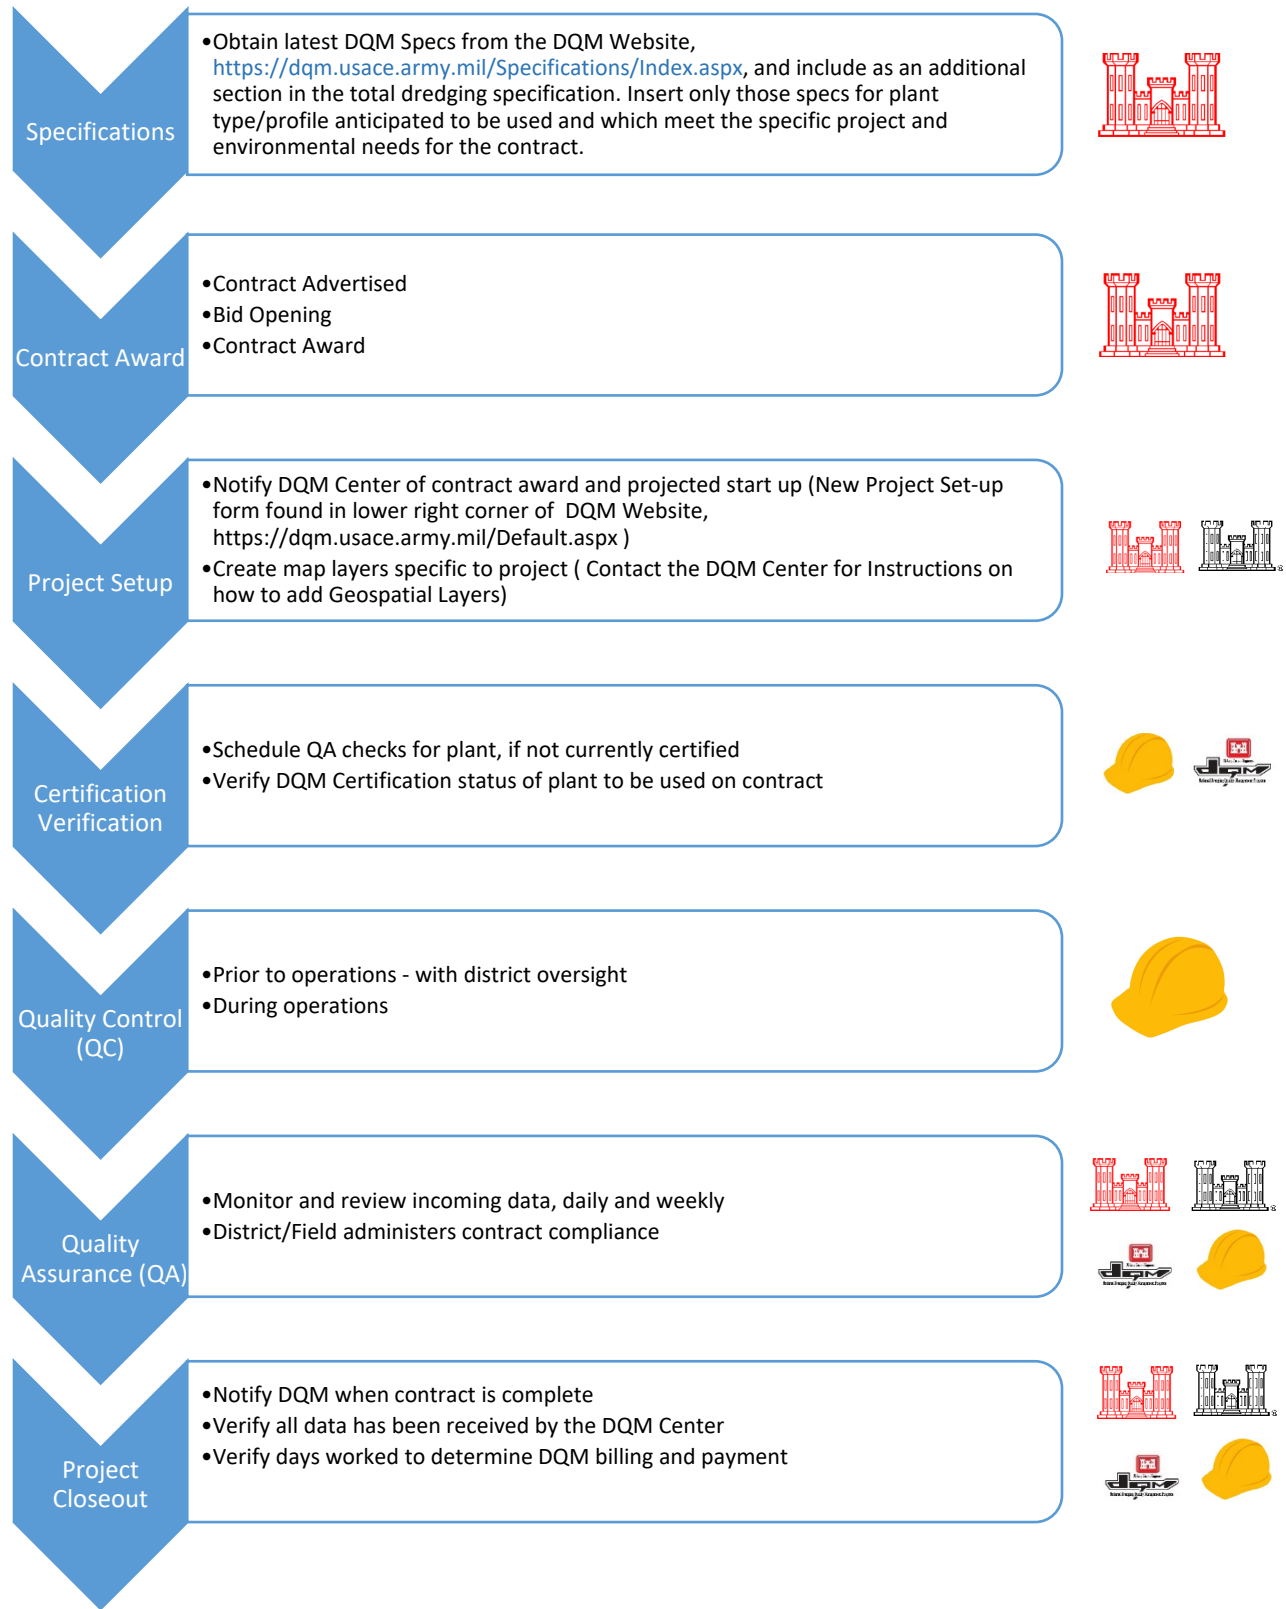 Specifications
•Obtain latest DQM Specs from the DQM Website,
https://dqm.usace.army.mil/Specifications/Index.aspx, and include as an additional
section in the total dredging specification. Insert only those specs for plant
type/profile anticipated to be used and which meet the specific project and
environmental needs for the contract.
Contract Award
•Contract Advertised
•Bid Opening
•Contract Award
Project Setup
•Notify DQM Center of contract award and projected start up (New Project Set-up
form found in lower right corner of  DQM Website,
https://dqm.usace.army.mil/Default.aspx )
•Create map layers specific to project ( Contact the DQM Center for Instructions on
how to add Geospatial Layers)
Certification
Verification
•Schedule QA checks for plant, if not currently certified
•Verify DQM Certification status of plant to be used on contract
dQM
Quality Control
(QC)
•Prior to operations - with district oversight
•During operations
Quality
Assurance (QA)
•Monitor and review incoming data, daily and weekly
•District/Field administers contract compliance
dQM
Project
Closeout
•Notify DQM when contract is complete
•Verify all data has been received by the DQM Center
•Verify days worked to determine DQM billing and payment
dQM